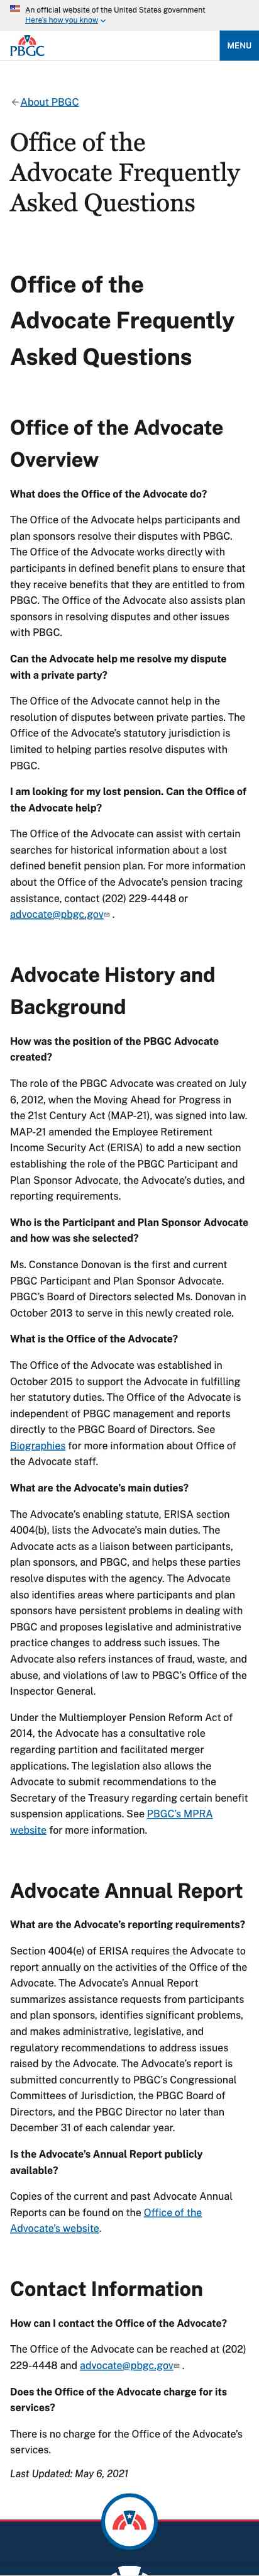 An official website of the United States government
Here's how you know
PBGC
MENU
About PBGC
Office of the
Advocate Frequently
Asked Questions
Office of the
Advocate Frequently
Asked Questions
Office of the Advocate
Overview
What does the Office of the Advocate do?
The Office of the Advocate helps participants and
plan sponsors resolve their disputes with PBGC.
The Office of the Advocate works directly with
participants in defined benefit plans to ensure that
they receive benefits that they are entitled to from
PBGC. The Office of the Advocate also assists plan
sponsors in resolving disputes and other issues
with PBGC.
Can the Advocate help me resolve my dispute
with a private party?
The Office of the Advocate cannot help in the
resolution of disputes between private parties. The
Office of the Advocate's statutory jurisdiction is
limited to helping parties resolve disputes with
PBGC.
I am looking for my lost pension. Can the Office of
the Advocate help?
The Office of the Advocate can assist with certain
searches for historical information about a lost
defined benefit pension plan. For more information
about the Office of the Advocate's pension tracing
assistance, contact (202) 229-4448 or
advocate@pbgc.gov .
Advocate History and
Background
How was the position of the PBGC Advocate
created?
The role of the PBGC Advocate was created on July
6, 2012, when the Moving Ahead for Progress in
the 21st Century Act (MAP-21), was signed into law.
MAP-21 amended the Employee Retirement
Income Security Act (ERISA) to add a new section
establishing the role of the PBGC Participant and
Plan Sponsor Advocate, the Advocate's duties, and
reporting requirements.
Who is the Participant and Plan Sponsor Advocate
and how was she selected?
Ms. Constance Donovan is the first and current
PBGC Participant and Plan Sponsor Advocate.
PBGC's Board of Directors selected Ms. Donovan in
October 2013 to serve in this newly created role.
What is the Office of the Advocate?
The Office of the Advocate was established in
October 2015 to support the Advocate in fulfilling
her statutory duties. The Office of the Advocate is
independent of PBGC management and reports
directly to the PBGC Board of Directors. See
Biographies for more information about Office of
the Advocate staff.
What are the Advocate's main duties?
The Advocate's enabling statute, ERISA section
4004(b), lists the Advocate's main duties. The
Advocate acts as a liaison between participants,
plan sponsors, and PBGC, and helps these parties
resolve disputes with the agency. The Advocate
also identifies areas where participants and plan
sponsors have persistent problems in dealing with
PBGC and proposes legislative and administrative
practice changes to address such issues. The
Advocate also refers instances of fraud, waste, and
abuse, and violations of law to PBGC's Office of the
Inspector General.
Under the Multiemployer Pension Reform Act of
2014, the Advocate has a consultative role
regarding partition and facilitated merger
applications. The legislation also allows the
Advocate to submit recommendations to the
Secretary of the Treasury regarding certain benefit
suspension applications. See PBGC's MPRA
website for more information.
Advocate Annual Report
What are the Advocate's reporting requirements?
Section 4004(e) of ERISA requires the Advocate to
report annually on the activities of the Office of the
Advocate. The Advocate's Annual Report
summarizes assistance requests from participants
and plan sponsors, identifies significant problems,
and makes administrative, legislative, and
regulatory recommendations to address issues
raised by the Advocate. The Advocate's report is
submitted concurrently to PBGC's Congressional
Committees of Jurisdiction, the PBGC Board of
Directors, and the PBGC Director no later than
December 31 of each calendar year.
Is the Advocate's Annual Report publicly
available?
Copies of the current and past Advocate Annual
Reports can be found on the Office of the
Advocate's website.
Contact Information
How can I contact the Office of the Advocate?
The Office of the Advocate can be reached at (202)
229-4448 and advocate@pbgc.gov .
Does the Office of the Advocate charge for its
services?
There is no charge for the Office of the Advocate's
services.
Last Updated: May 6, 2021